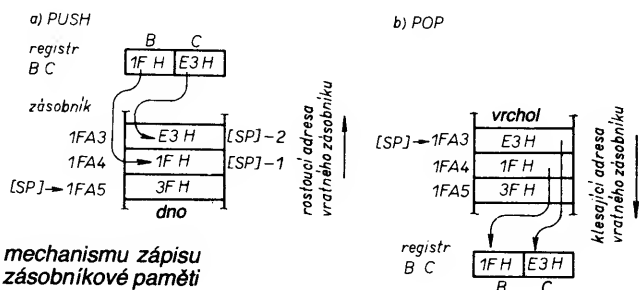 a) PUSH
B C
registr
B C
1F H E3 H
zásobník
1FA3 E3 H [SP]-2
1FA4 1F H [SP]-1
[SP]→1FA5 3F H
dno
rostoucí adresa
vratného zásobníku
mechanismu zápisu
zásobníkové paměti
b) POP
vrchol
[SP]→1FA3 E3 H
1FA4 1F H
1FA5 3F H
klesající adresa
vratného zásobníku
registr
B C
1F H E3 H
B C